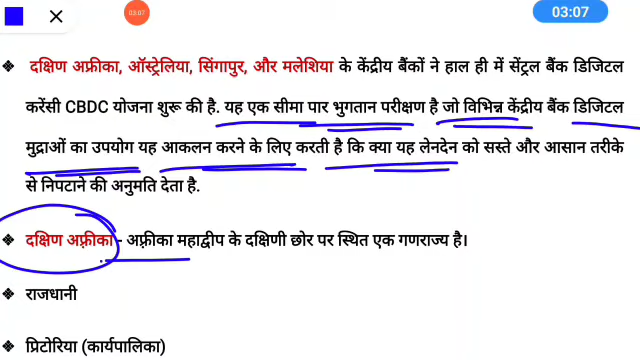 03:07
03:07
❖ दक्षिण अफ्रीका, ऑस्ट्रेलिया, सिंगापुर, और मलेशिया के केंद्रीय बैंकों ने हाल ही में सेंट्रल बैंक डिजिटल
करेंसी CBDC योजना शुरू की है. यह एक सीमा पार भुगतान परीक्षण है जो विभिन्न केंद्रीय बैंक डिजिटल
मुद्राओं का उपयोग यह आकलन करने के लिए करती है कि क्या यह लेनदेन को सस्ते और आसान तरीके
से निपटाने की अनुमति देता है.
❖ दक्षिण अफ़्रीका - अफ़्रीका महाद्वीप के दक्षिणी छोर पर स्थित एक गणराज्य है।
❖ राजधानी
❖ प्रिटोरिया (कार्यपालिका)